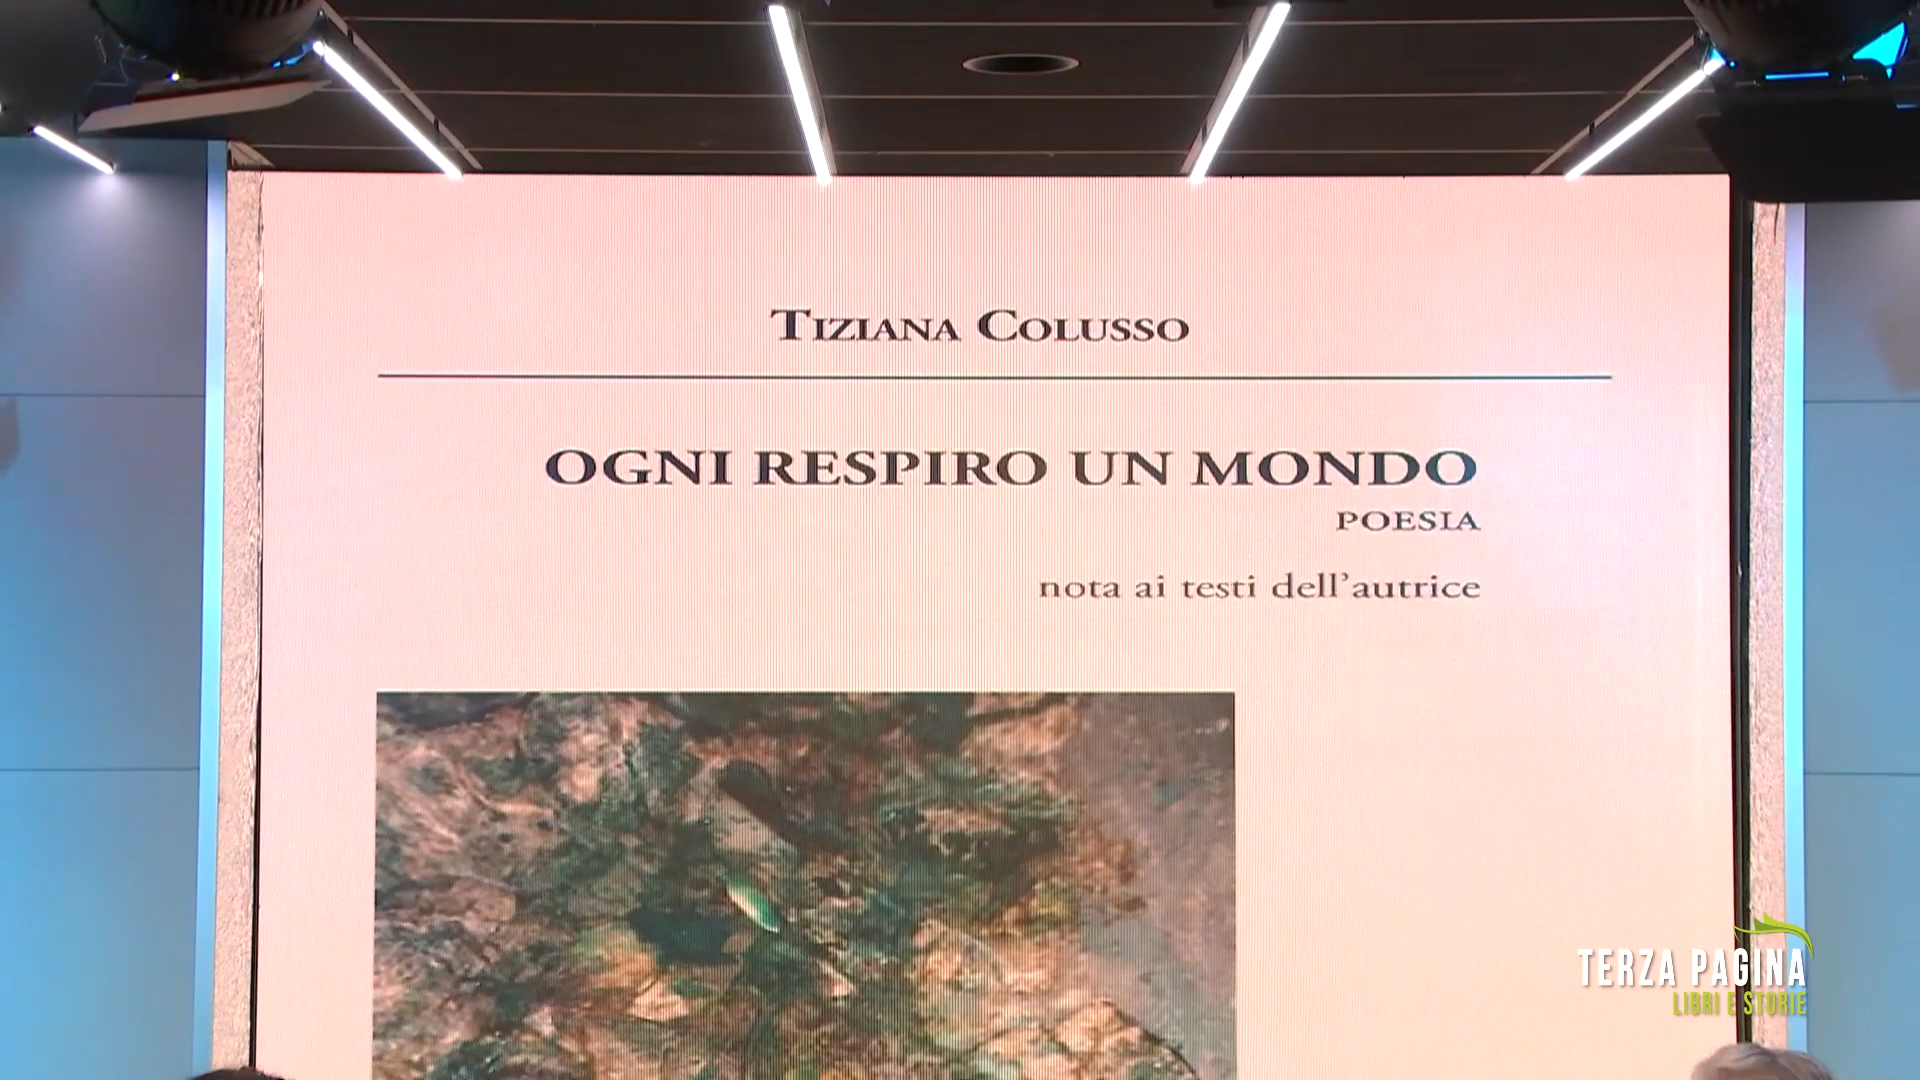 TIZIANA COLUSSO
OGNI RESPIRO UN MONDO
POESIA
nota ai testi dell'autrice
TERZA PAGINA
LIBRI E STORIE